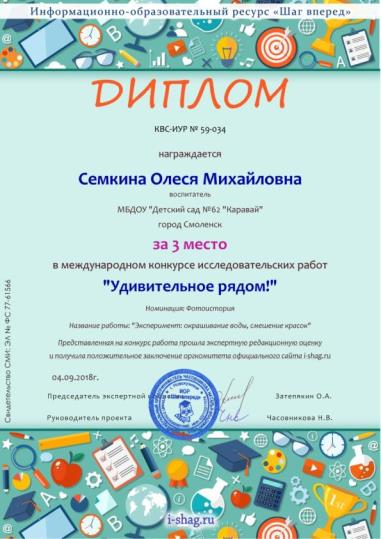 Информационно-образовательный ресурс «Шаг вперед»
ДИПЛОМ
КВС-ИУР № 59-034
награждается
Семкина Олеся Михайловна
воспитатель
МБДОУ "Детский сад №62 "Каравай"
город Смоленск
за 3 место
в международном конкурсе исследовательских работ
"Удивительное рядом!"
Номинация: Фотоистория
Название работы: "Эксперимент: окрашивание воды, смешение красок"
Представленная на конкурс работа прошла экспертную редакционную оценку
и получила положительное заключение оргкомитета официального сайта i-shag.ru
04.09.2018г.
Председатель экспертной Затепякин О.А.
Руководитель проекта Часовникова Н.В.
Свидетельство СМИ: ЭЛ № ФС 77-61566
ИОР
i-shag.ru
1st